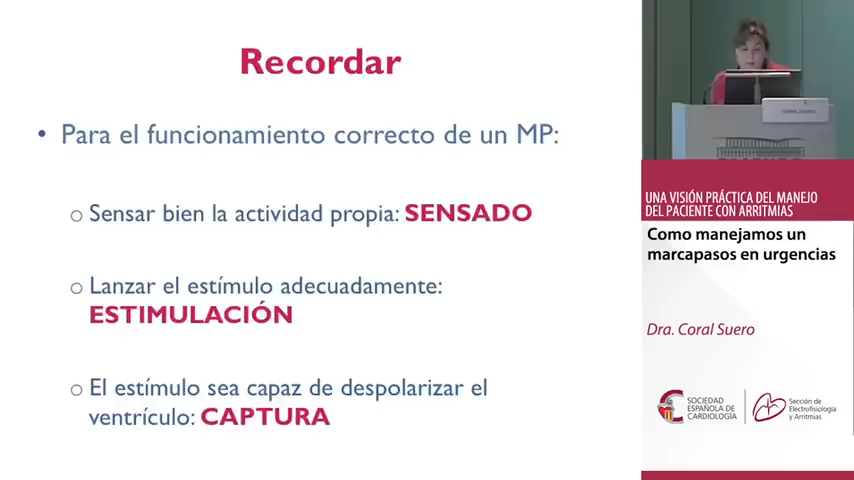 Recordar
• Para el funcionamiento correcto de un MP:
o Sensar bien la actividad propia: SENSADO
o Lanzar el estímulo adecuadamente:
ESTIMULACIÓN
o El estímulo sea capaz de despolarizar el
ventrículo: CAPTURA
UNA VISIÓN PRÁCTICA DEL MANEJO
DEL PACIENTE CON ARRITMIAS
Como manejamos un
marcapasos en urgencias
Dra. Coral Suero
SOCIEDAD
ESPAÑOLA DE
CARDIOLOGÍA
Sección de
Electrofisiología
y Arritmias